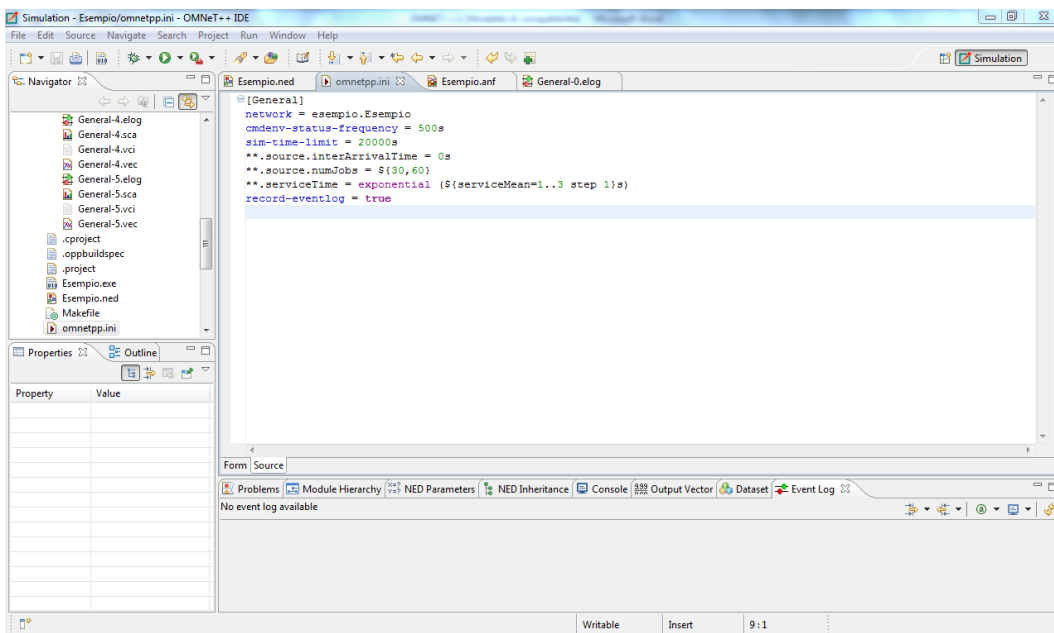 Simulation - Esempio/omnetpp.ini - OMNeT++ IDE
File Edit Source Navigate Search Project Run Window Help
Simulation
Navigator
Esempio.ned omnetpp.ini Esempio.anf General-0.elog
General-4.elog
General-4.sca
General-4.vci
General-4.vec
General-5.elog
General-5.sca
General-5.vci
General-5.vec
.cproject
.oppbuildspec
.project
Esempio.exe
Esempio.ned
Makefile
omnetpp.ini
[General]
network = esempio.Esempio
cmdenv-status-frequency = 500s
sim-time-limit = 20000s
**.source.interArrivalTime = 0s
**.source.numJobs = ${30,60}
**.serviceTime = exponential (${serviceMean=1..3 step 1}s)
record-eventlog = true
Form Source
Properties Outline
Property Value
Problems Module Hierarchy NED Parameters NED Inheritance Console Output Vector Dataset Event Log
No event log available
Writable Insert 9:1